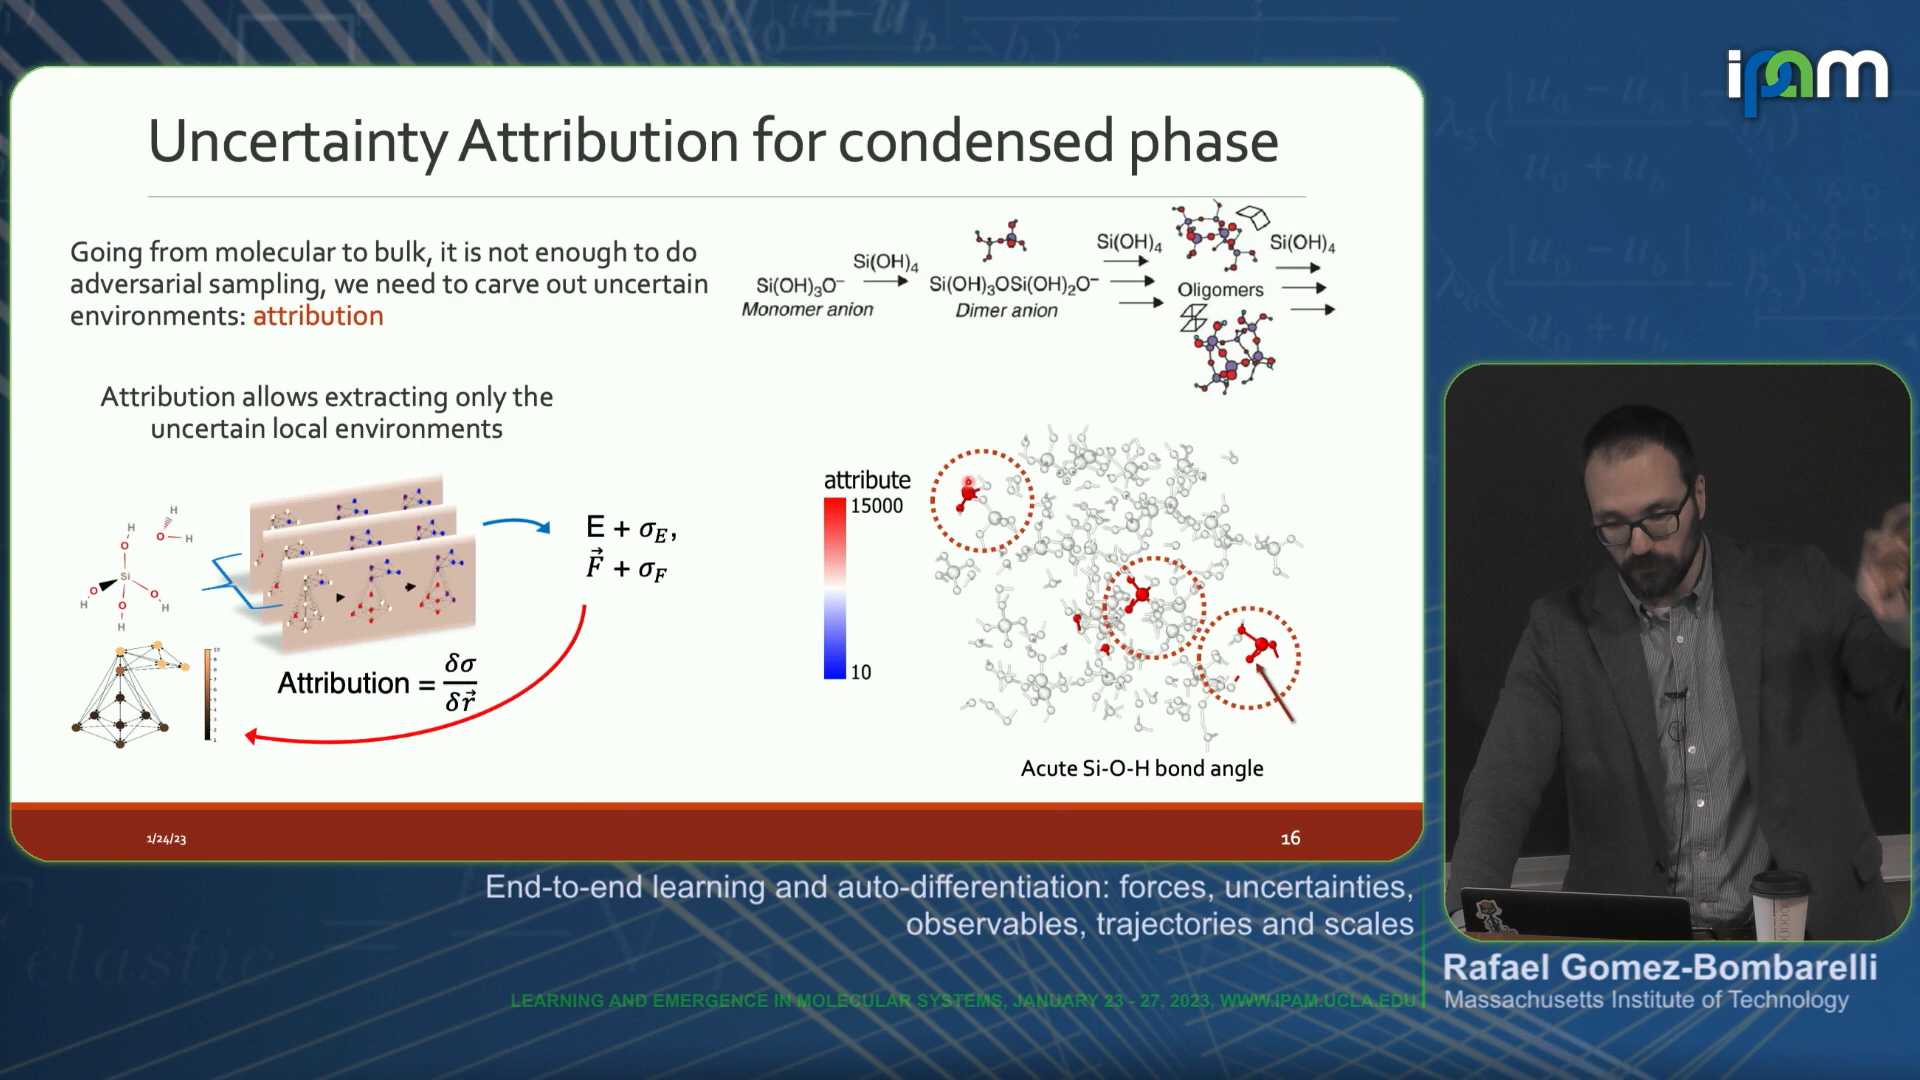 ipam
Uncertainty Attribution for condensed phase
Going from molecular to bulk, it is not enough to do
adversarial sampling, we need to carve out uncertain
environments: attribution
Si(OH)₃O⁻
Monomer anion
Si(OH)₄
Si(OH)₃OSi(OH)₂O⁻
Dimer anion
Si(OH)₄
Oligomers
Si(OH)₄
Attribution allows extracting only the
uncertain local environments
E + σ_E,
F⃗ + σ_F
Attribution = δσ/δr⃗
attribute
15000
10
Acute Si-O-H bond angle
1/24/23
16
End-to-end learning and auto-differentiation: forces, uncertainties,
observables, trajectories and scales
Rafael Gomez-Bombarelli
Massachusetts Institute of Technology
LEARNING AND EMERGENCE IN MOLECULAR SYSTEMS, JANUARY 23 - 27, 2023, WWW.IPAM.UCLA.EDU